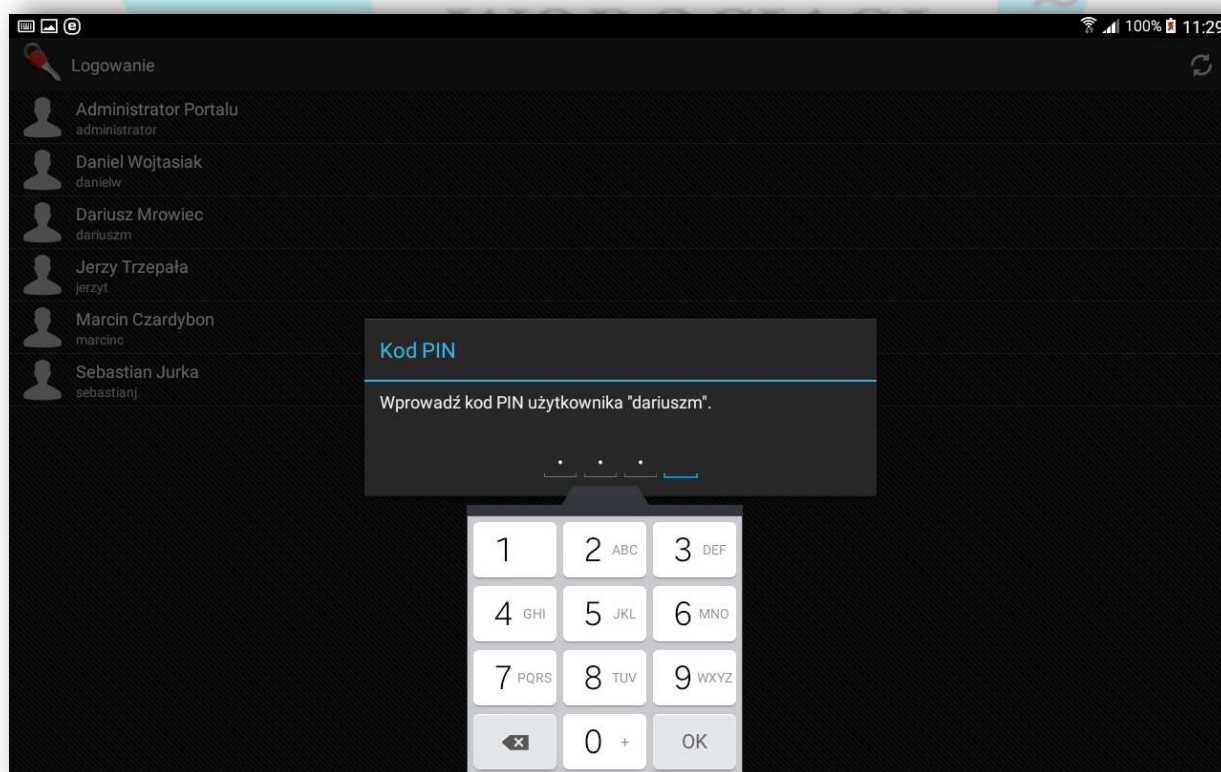 WODOCIĄGI
100% 11:29
Logowanie
Administrator Portalu
administrator
Daniel Wojtasiak
danielw
Dariusz Mrowiec
dariuszm
Jerzy Trzepała
jerzyt
Marcin Czardybon
marcinc
Sebastian Jurka
sebastianj
Kod PIN
Wprowadź kod PIN użytkownika "dariuszm".
1 2 ABC 3 DEF
4 GHI 5 JKL 6 MNO
7 PQRS 8 TUV 9 WXYZ
0 + OK